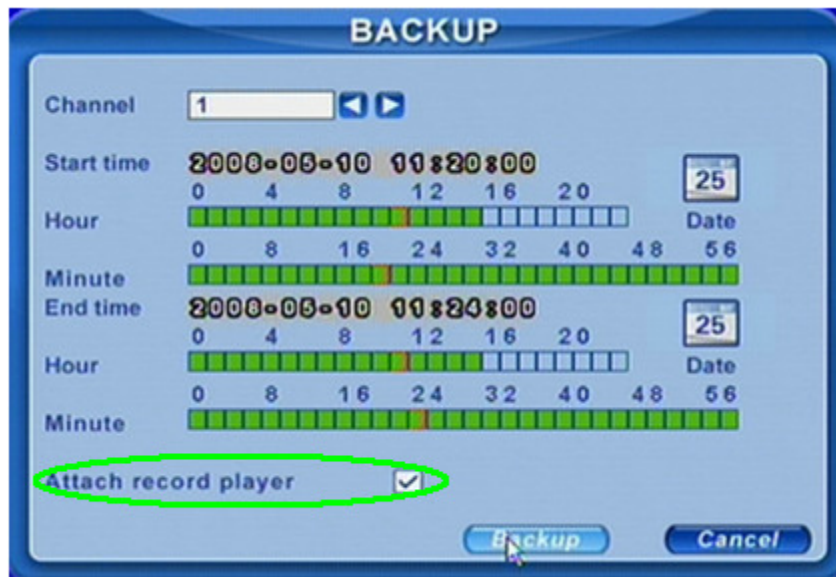 BACKUP
Channel 1
Start time 2008-05-10 11:20:00
0 4 8 12 16 20 25
Hour Date
0 8 16 24 32 40 48 56
Minute
End time 2008-05-10 11:24:00
0 4 8 12 16 20 25
Hour Date
0 8 16 24 32 40 48 56
Minute
Attach record player
Backup Cancel